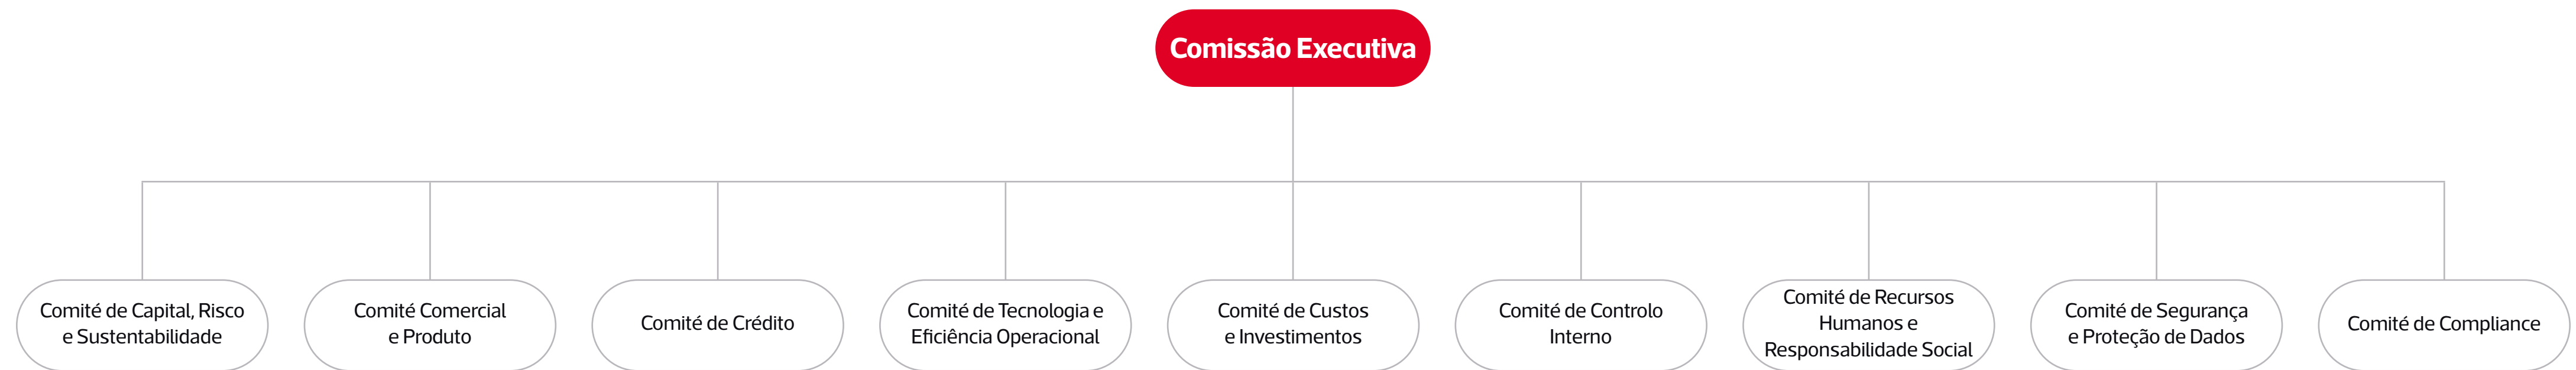 Comissão Executiva
Comité de Capital, Risco
e Sustentabilidade
Comité Comercial
e Produto
Comité de Crédito
Comité de Tecnologia e
Eficiência Operacional
Comité de Custos
e Investimentos
Comité de Controlo
Interno
Comité de Recursos
Humanos e
Responsabilidade Social
Comité de Segurança
e Proteção de Dados
Comité de Compliance